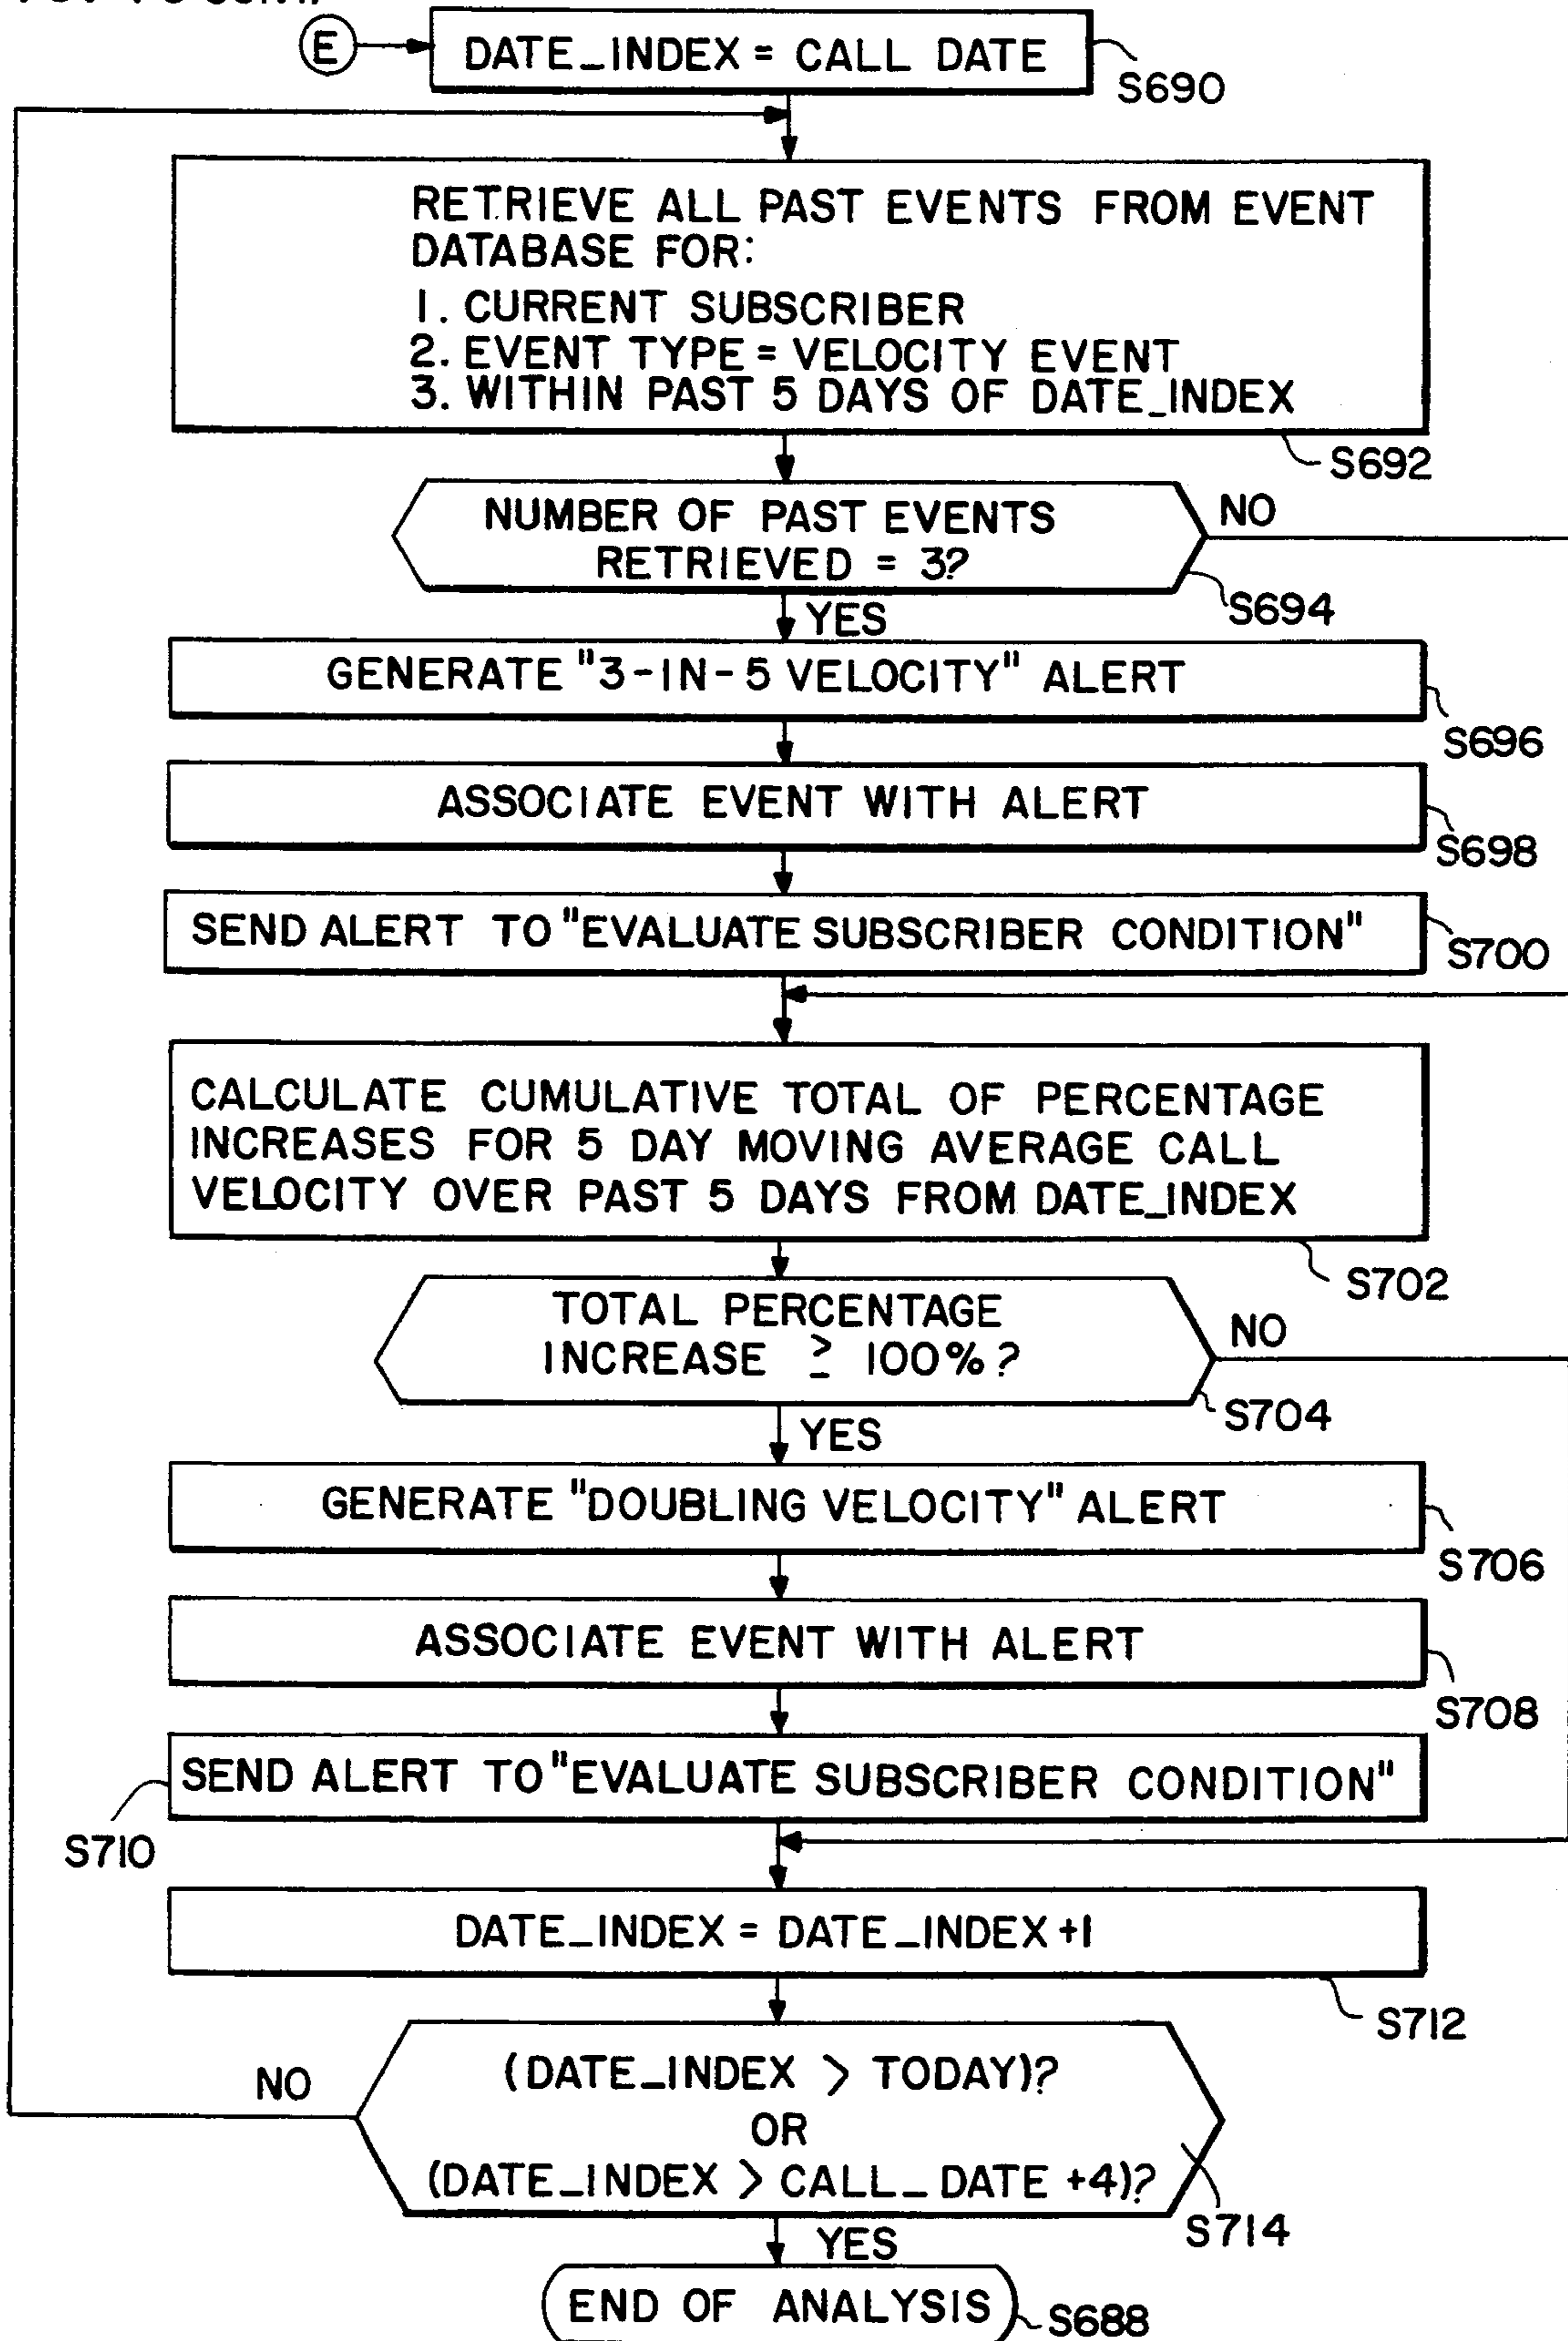 E
DATE_INDEX = CALL DATE
S690
RETRIEVE ALL PAST EVENTS FROM EVENT
DATABASE FOR:
1. CURRENT SUBSCRIBER
2. EVENT TYPE = VELOCITY EVENT
3. WITHIN PAST 5 DAYS OF DATE_INDEX
S692
NUMBER OF PAST EVENTS
RETRIEVED = 3?
NO
S694
YES
GENERATE "3-IN-5 VELOCITY" ALERT
S696
ASSOCIATE EVENT WITH ALERT
S698
SEND ALERT TO "EVALUATE SUBSCRIBER CONDITION"
S700
CALCULATE CUMULATIVE TOTAL OF PERCENTAGE
INCREASES FOR 5 DAY MOVING AVERAGE CALL
VELOCITY OVER PAST 5 DAYS FROM DATE_INDEX
S702
TOTAL PERCENTAGE
INCREASE ≥ 100%?
NO
S704
YES
GENERATE "DOUBLING VELOCITY" ALERT
S706
ASSOCIATE EVENT WITH ALERT
S708
SEND ALERT TO "EVALUATE SUBSCRIBER CONDITION"
S710
DATE_INDEX = DATE_INDEX +1
S712
(DATE_INDEX > TODAY)?
OR
(DATE_INDEX > CALL_DATE +4)?
NO
S714
YES
END OF ANALYSIS
S688